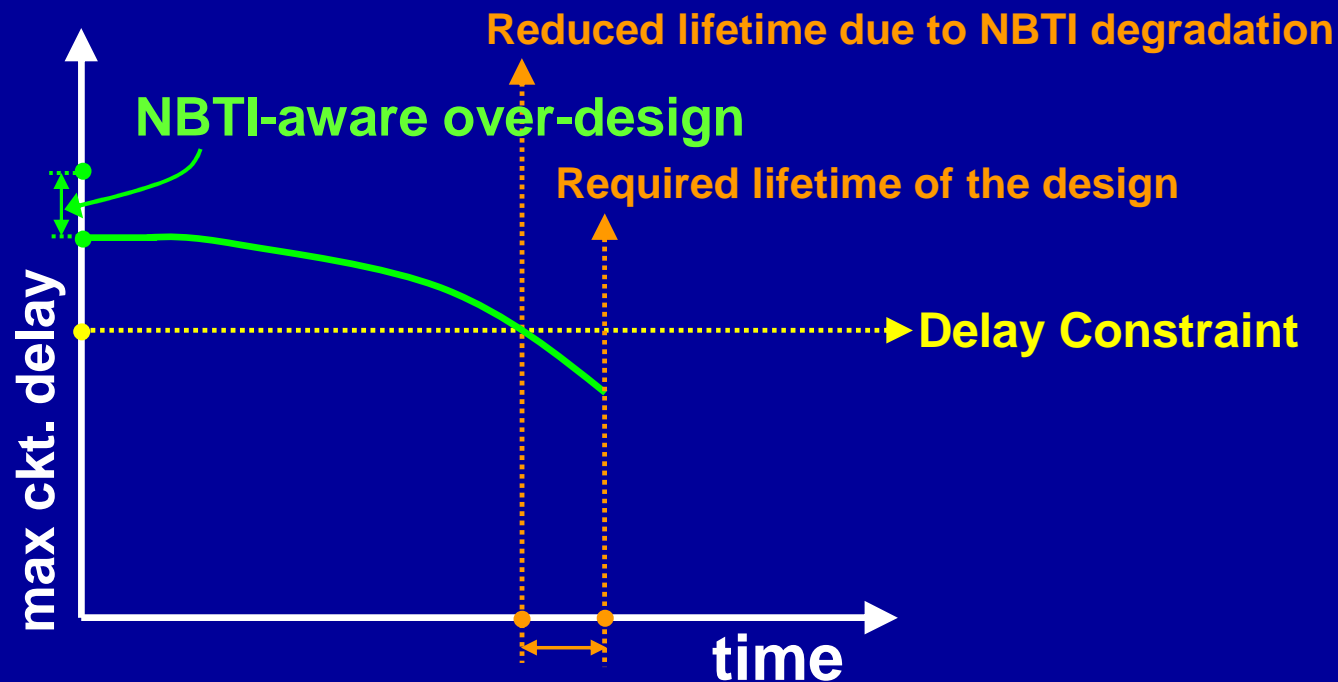 Reduced lifetime due to NBTI degradation
NBTI-aware over-design
Required lifetime of the design
Delay Constraint
max ckt. delay
time